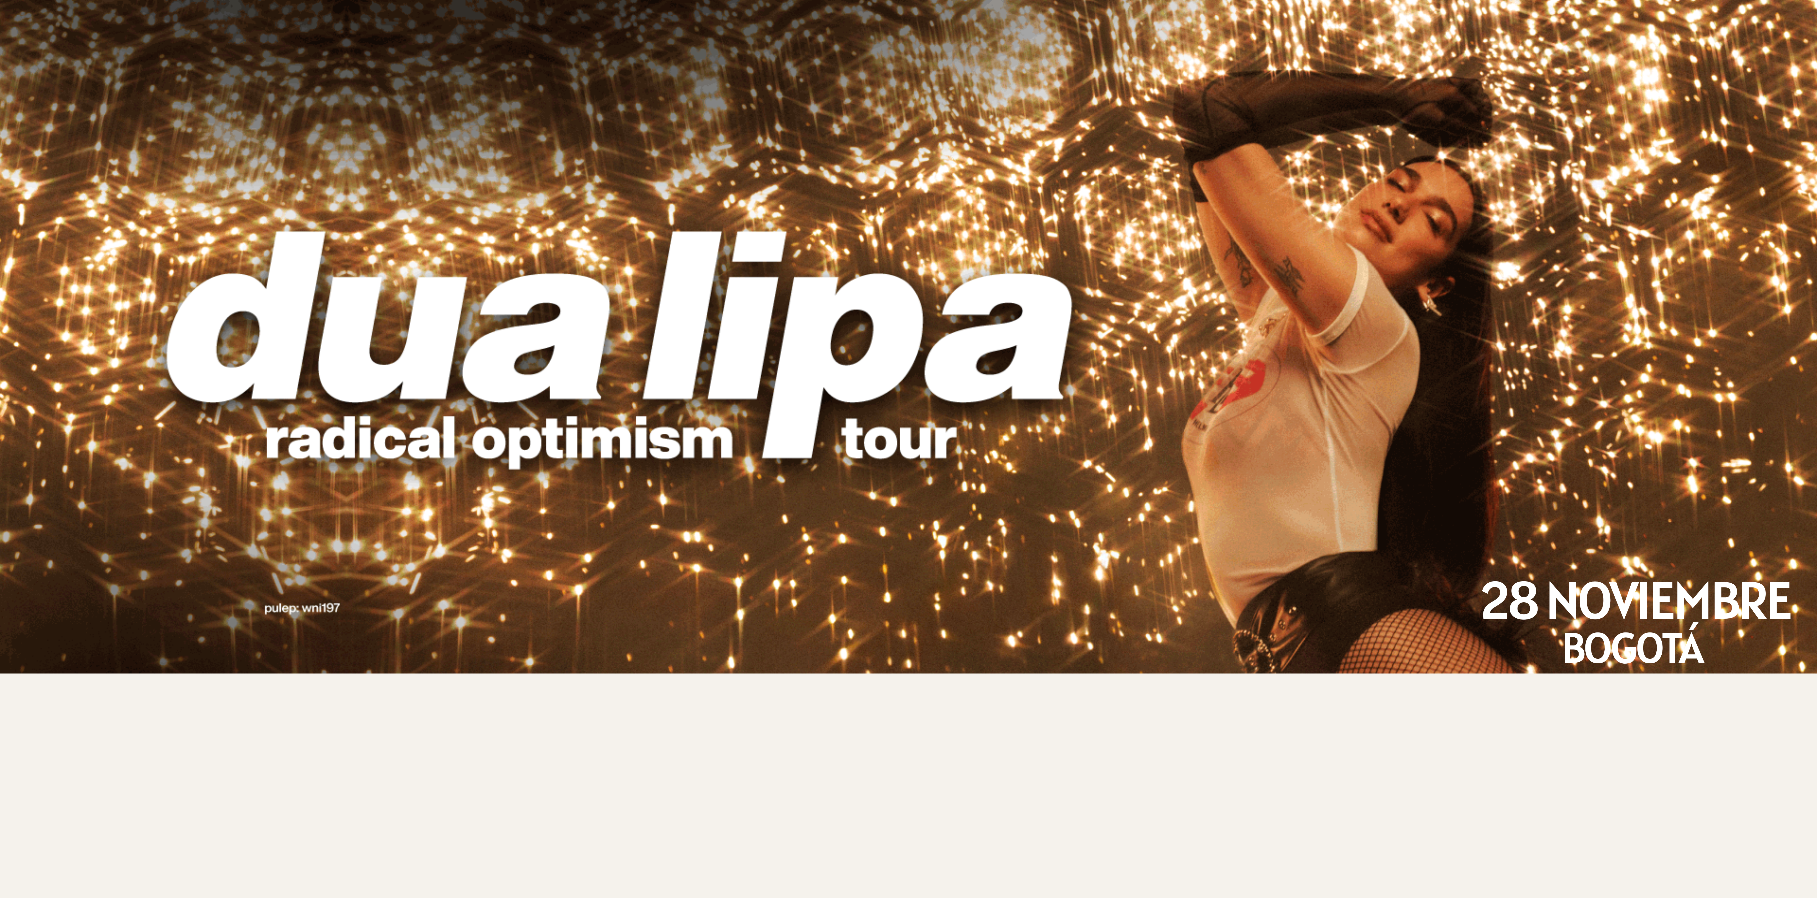 dua lipa
radical optimism tour
pulep: wni197
28 NOVIEMBRE
BOGOTÁ